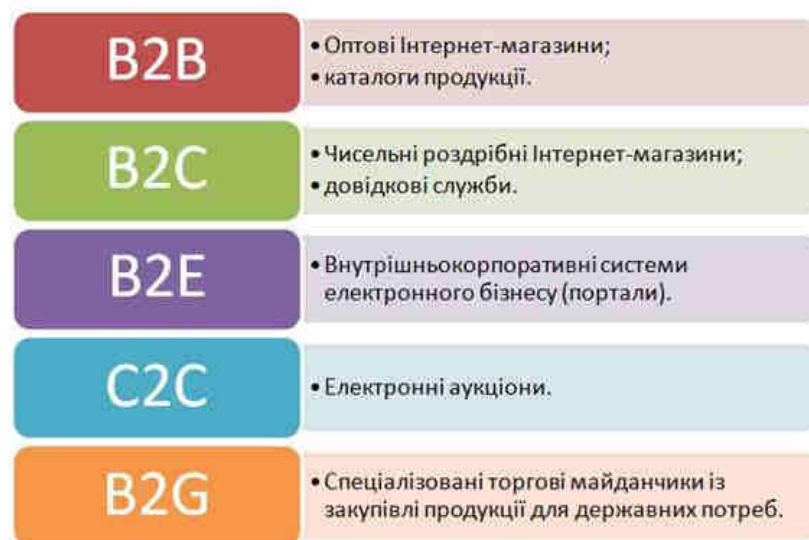 B2B
• Оптові Інтернет-магазини;
• каталоги продукції.
B2C
• Чисельні роздрібні Інтернет-магазини;
• довідкові служби.
B2E
• Внутрішньокорпоративні системи
електронного бізнесу (портали).
C2C
• Електронні аукціони.
B2G
• Спеціалізовані торгові майданчики із
закупівлі продукції для державних потреб.